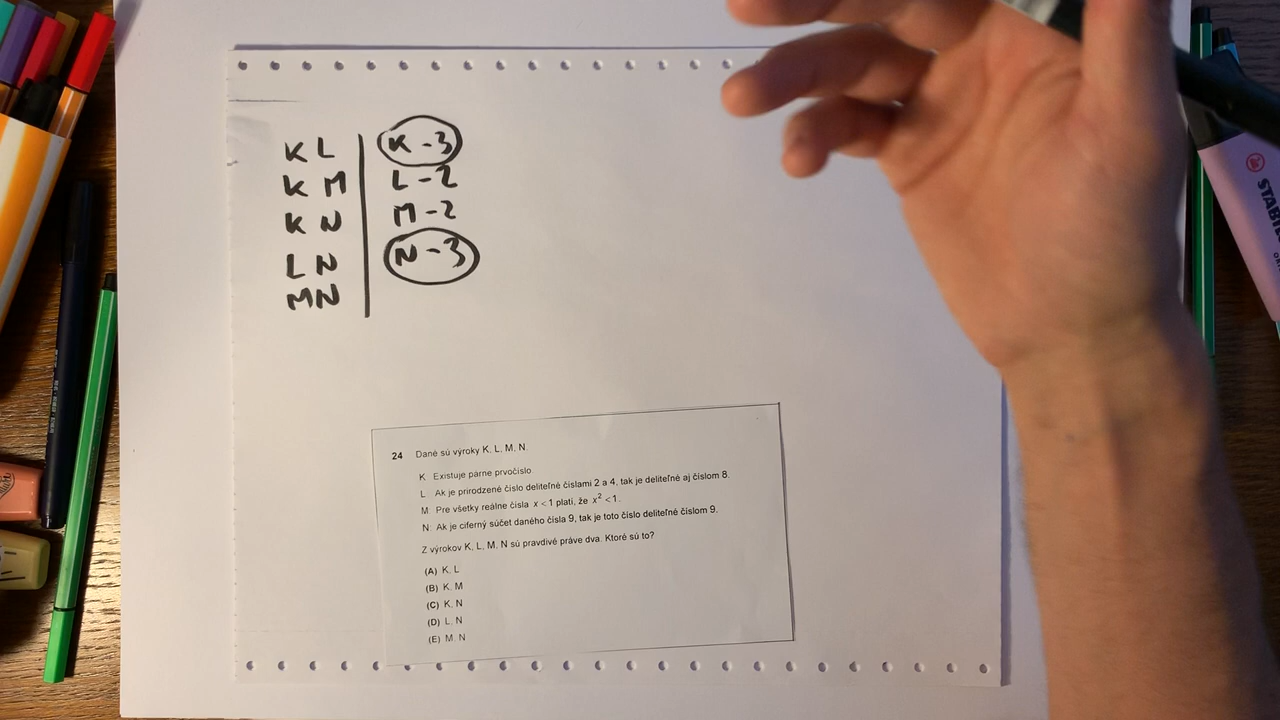 K L
K M
K N
L N
M N
K - 3
L - 2
M - 2
N - 3
24 Dané sú výroky K, L, M, N.
K Existuje párne prvočíslo
L Ak je prirodzené číslo deliteľné číslami 2 a 4, tak je deliteľné aj číslom 8.
M Pre všetky reálne čísla x < 1 platí, že x² < 1.
N: Ak je ciferný súčet daného čísla 9, tak je toto číslo deliteľné číslom 9.
Z výrokov K, L, M, N sú pravdivé práve dva. Ktoré sú to?
(A) K, L
(B) K, M
(C) K, N
(D) L, N
(E) M, N